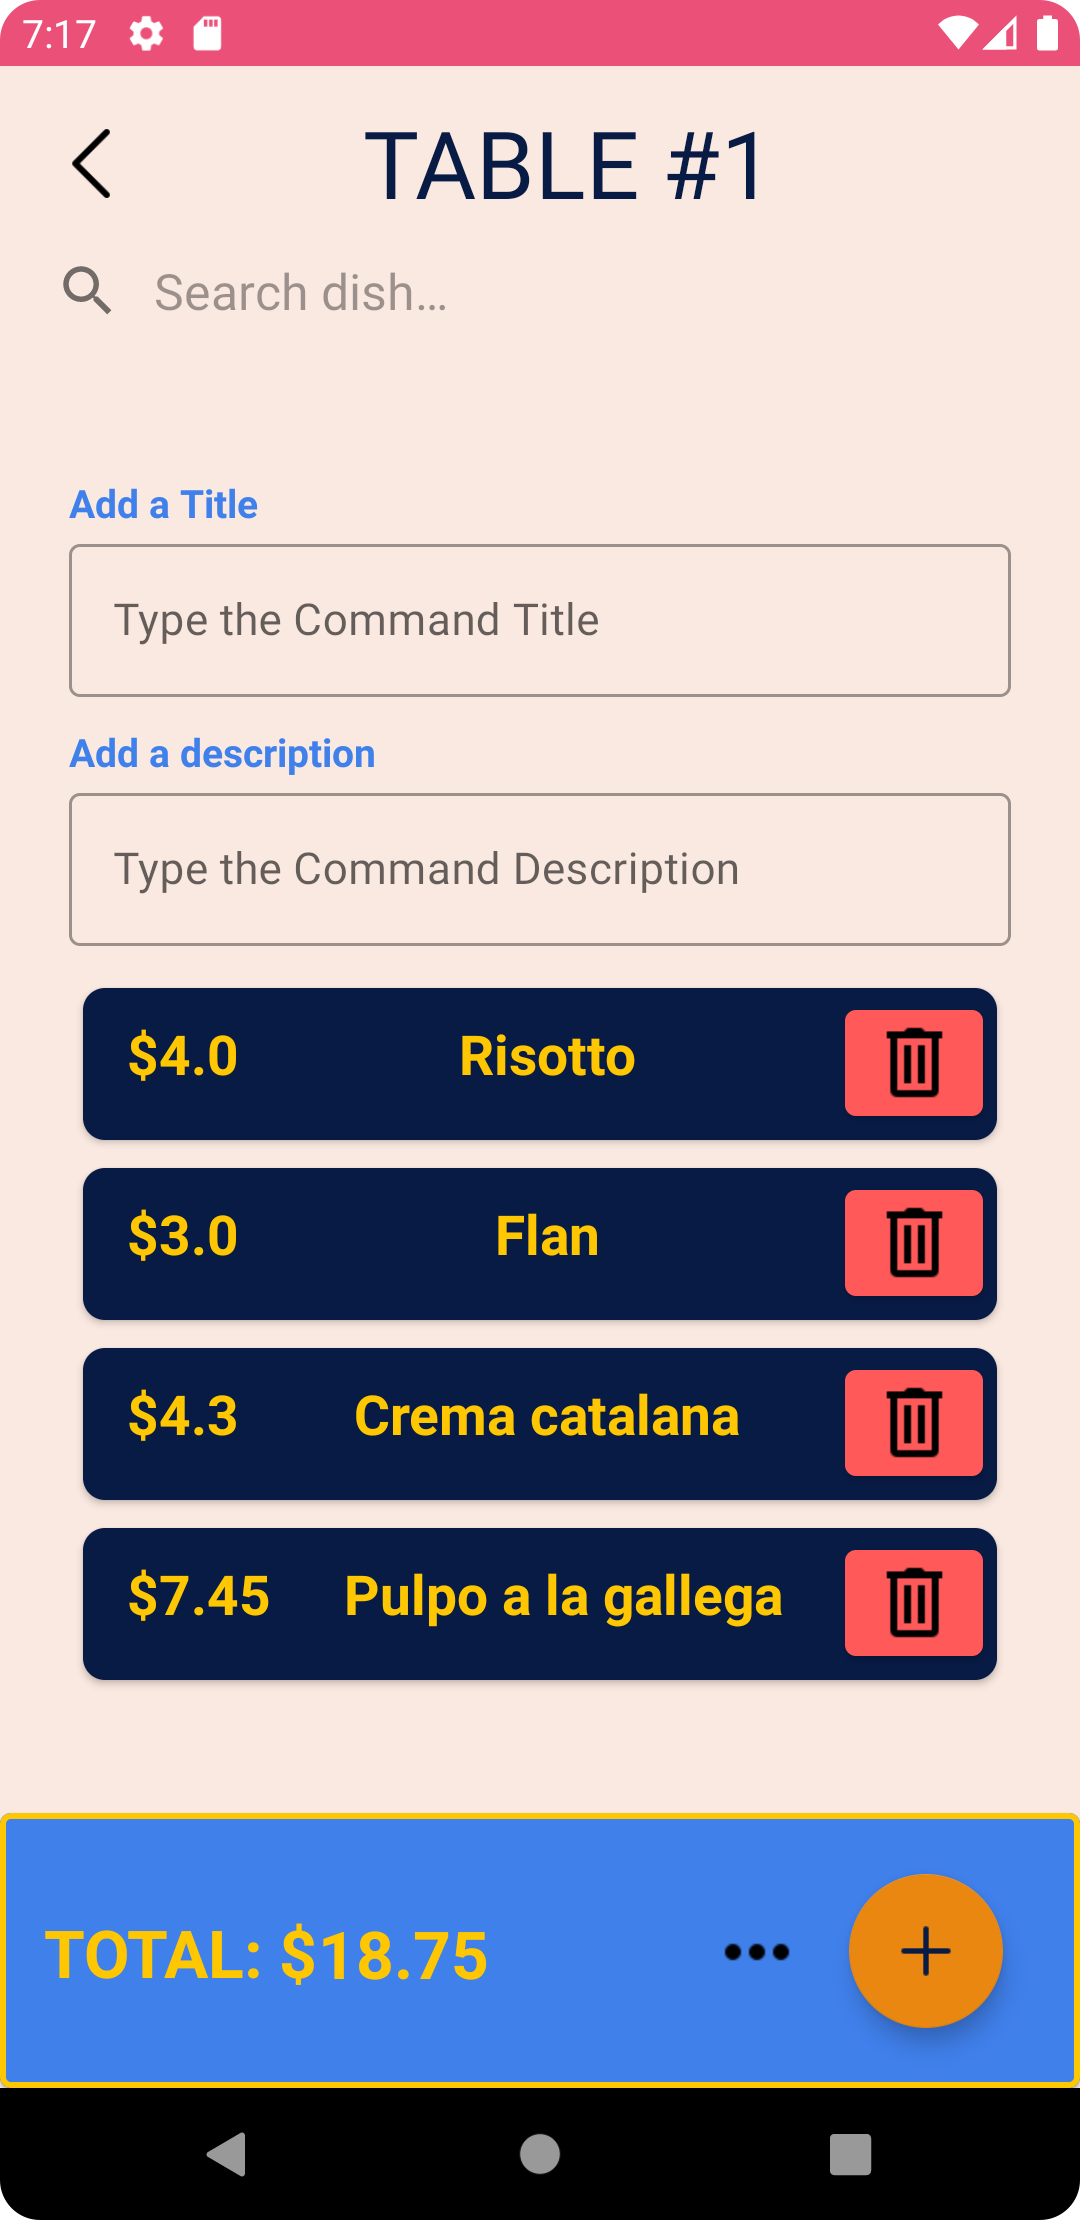 7:17
TABLE #1
Search dish...
Add a Title
Type the Command Title
Add a description
Type the Command Description
$4.0 Risotto
$3.0 Flan
$4.3 Crema catalana
$7.45 Pulpo a la gallega
TOTAL: $18.75